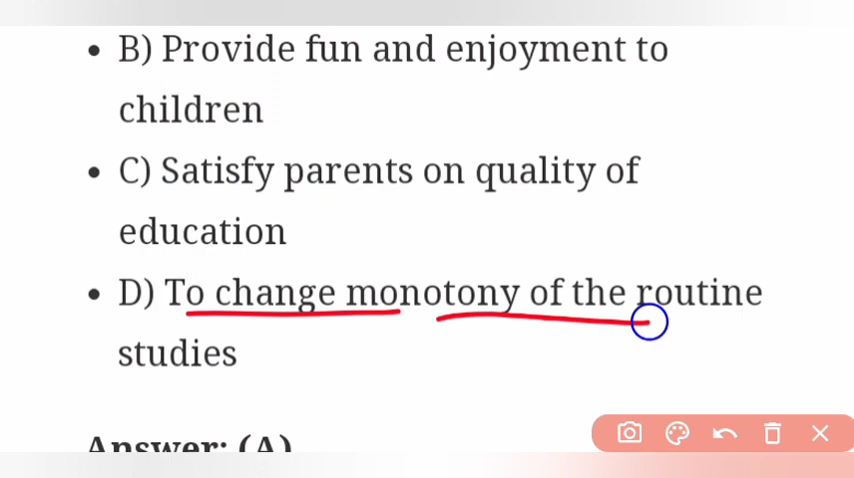 • B) Provide fun and enjoyment to
children
• C) Satisfy parents on quality of
education
• D) To change monotony of the routine
studies
Answer: (A)